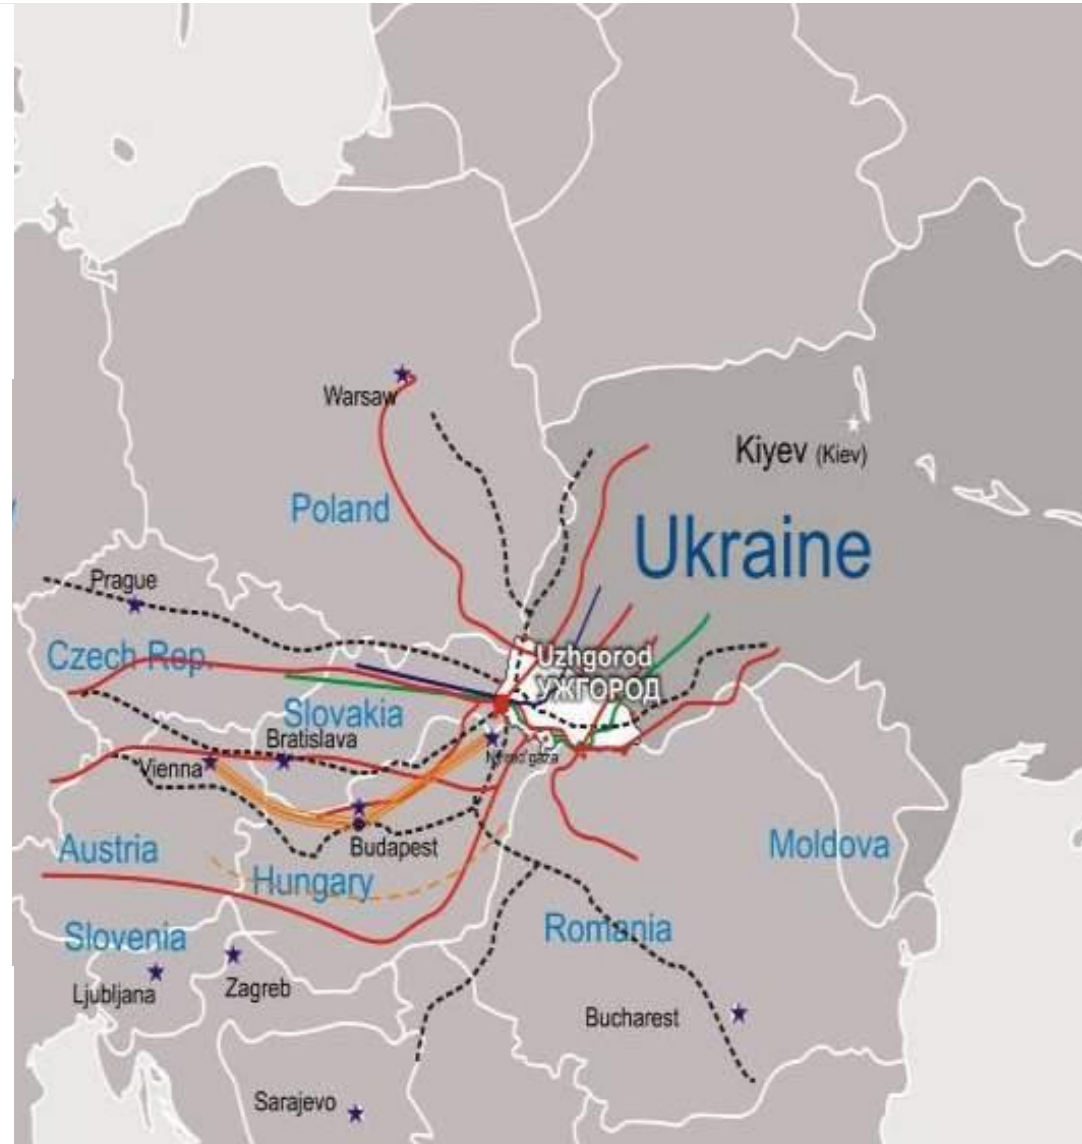 Warsaw
Kiyev (Kiev)
Poland
Ukraine
Prague
Czech Rep.
Uzhgorod
УЖГОРОД
Slovakia
Bratislava
Vienna
Budapest
Austria
Hungary
Moldova
Slovenia
Romania
Ljubljana
Zagreb
Bucharest
Sarajevo